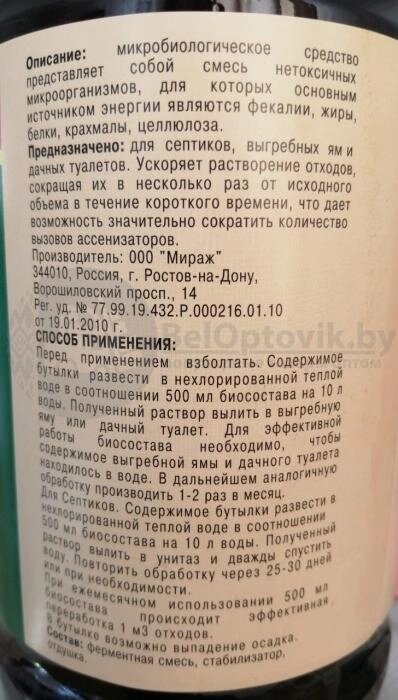 Описание: микробиологическое средство
представляет собой смесь нетоксичных
микроорганизмов, для которых основным
источником энергии являются фекалии, жиры,
белки, крахмалы, целлюлоза.
Предназначено: для септиков, выгребных ям и
дачных туалетов. Ускоряет растворение отходов,
сокращая их в несколько раз от исходного
объема в течение короткого времени, что дает
возможность значительно сократить количество
вызовов ассенизаторов.
Производитель: ООО "Мираж"
344010, Россия, г. Ростов-на-Дону,
Ворошиловский просп., 14
Рег. уд. № 77.99.19.432.Р.000216.01.10
от 19.01.2010 г.
BelOptovik.by
СПОСОБ ПРИМЕНЕНИЯ:
Перед применением взболтать. Содержимое
бутылки развести в нехлорированной теплой
воде в соотношении 500 мл биосостава на 10 л
воды. Полученный раствор вылить в выгребную
яму или дачный туалет. Для эффективной
работы биосостава необходимо, чтобы
содержимое выгребной ямы и дачного туалета
находилось в воде. В дальнейшем аналогичную
обработку производить 1-2 раз в месяц.
Для Септиков. Содержимое бутылки развести в
нехлорированной теплой воде в соотношении
500 мл биосостава на 10 л воды. Полученный
раствор вылить в унитаз и дважды спустить
воду. Повторить обработку через 25-30 дней
или при необходимости.
При ежемесячном использовании 500 мл
биосостава происходит эффективная
переработка 1 м3 отходов.
В бутылке возможно выпадение осадка.
Состав: ферментная смесь, стабилизатор,
отдушка.